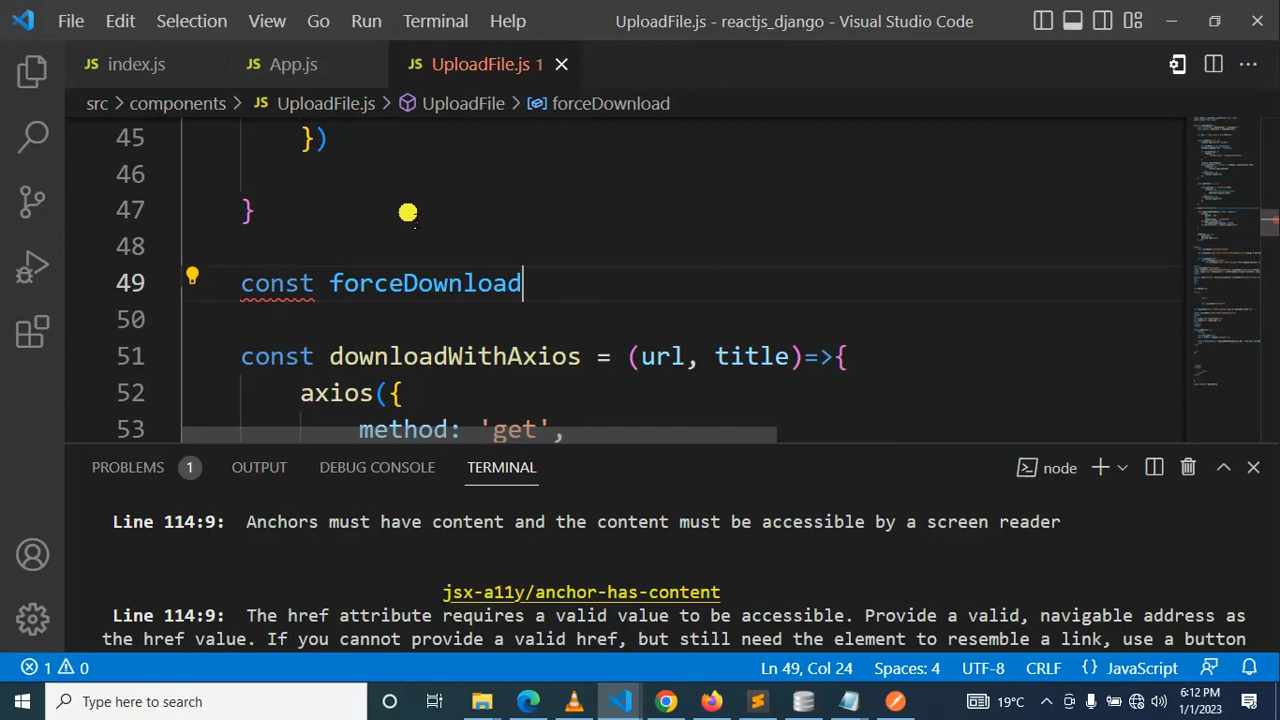 File Edit Selection View Go Run Terminal Help UploadFile.js - reactjs_django - Visual Studio Code
JS index.js JS App.js JS UploadFile.js 1
src > components > JS UploadFile.js > UploadFile > forceDownload
45 })
46
47 }
48
49 const forceDownload
50
51 const downloadWithAxios = (url, title)=>{
52 axios({
53 method: 'get',
PROBLEMS 1 OUTPUT DEBUG CONSOLE TERMINAL node
Line 114:9: Anchors must have content and the content must be accessible by a screen reader
jsx-a11y/anchor-has-content
Line 114:9: The href attribute requires a valid value to be accessible. Provide a valid, navigable address as
the href value. If you cannot provide a valid href, but still need the element to resemble a link, use a button
1 0 Ln 49, Col 24 Spaces: 4 UTF-8 CRLF {} JavaScript
Type here to search 19°C 6:12 PM
1/1/2023